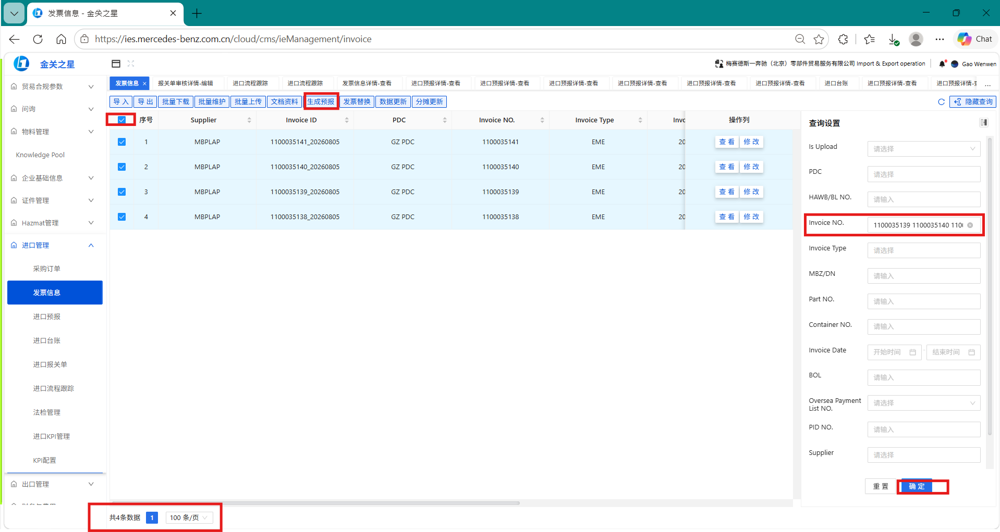 发票信息 - 金关之星
https://ies.mercedes-benz.com.cn/cloud/cms/ieManagement/invoice
Chat
金关之星
梅赛德斯一奔驰（北京）零部件贸易服务有限公司 Import & Export operation
Gao Wenwen
发票信息
报关单审核详情-编辑
进口流程跟踪
进口流程跟踪
发票信息详情-查看
进口预报详情-查看
进口预报详情-查看
进口预报详情-查看
进口预报详情-查看
进口预报详情-查看
进口预报详情-查看
进口台账
进口预报详情-查看
进口预报详情-
...
导 入
导 出
批量下载
批量维护
批量上传
文档资料
生成预报
发票替换
数据更新
分摊更新
隐藏查询
贸易合规参数
问询
物料管理
Knowledge Pool
企业基础信息
证件管理
Hazmat管理
进口管理
采购订单
发票信息
进口预报
进口台账
进口报关单
进口流程跟踪
法检管理
进口KPI管理
KPI配置
出口管理
序号 Supplier Invoice ID PDC Invoice NO. Invoice Type Invo 操作列
1 MBPLAP 1100035141_20260805 GZ PDC 1100035141 EME 20 查 看 修 改
2 MBPLAP 1100035140_20260805 GZ PDC 1100035140 EME 20 查 看 修 改
3 MBPLAP 1100035139_20260805 GZ PDC 1100035139 EME 20 查 看 修 改
4 MBPLAP 1100035138_20260805 GZ PDC 1100035138 EME 20 查 看 修 改
共4条数据 1 100 条/页
查询设置
Is Upload 请选择
PDC 请选择
HAWB/BL NO. 请输入
Invoice NO. 1100035139 1100035140 110
Invoice Type 请选择
MBZ/DN 请输入
Part NO. 请输入
Container NO. 请输入
Invoice Date 开始时间 - 结束时间
BOL 请输入
Oversea Payment
List NO. 请选择
PID NO. 请输入
Supplier 请选择
重 置 确 定